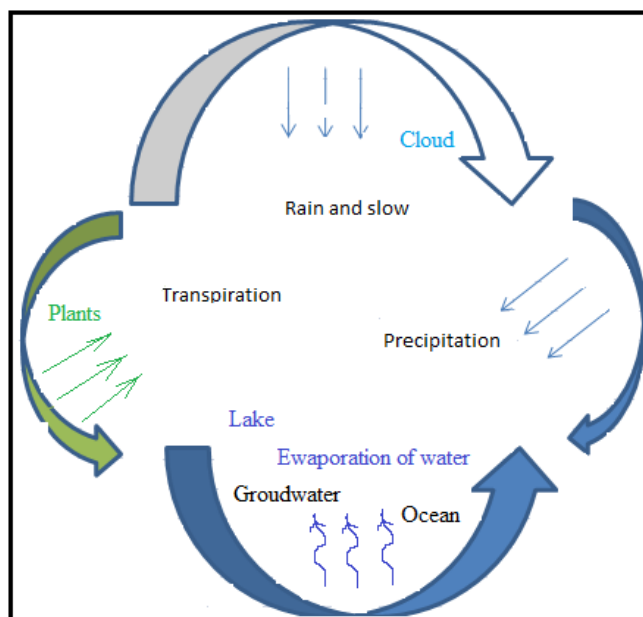 Cloud
Rain and slow
Transpiration
Plants
Precipitation
Lake
Ewaporation of water
Groudwater
Ocean